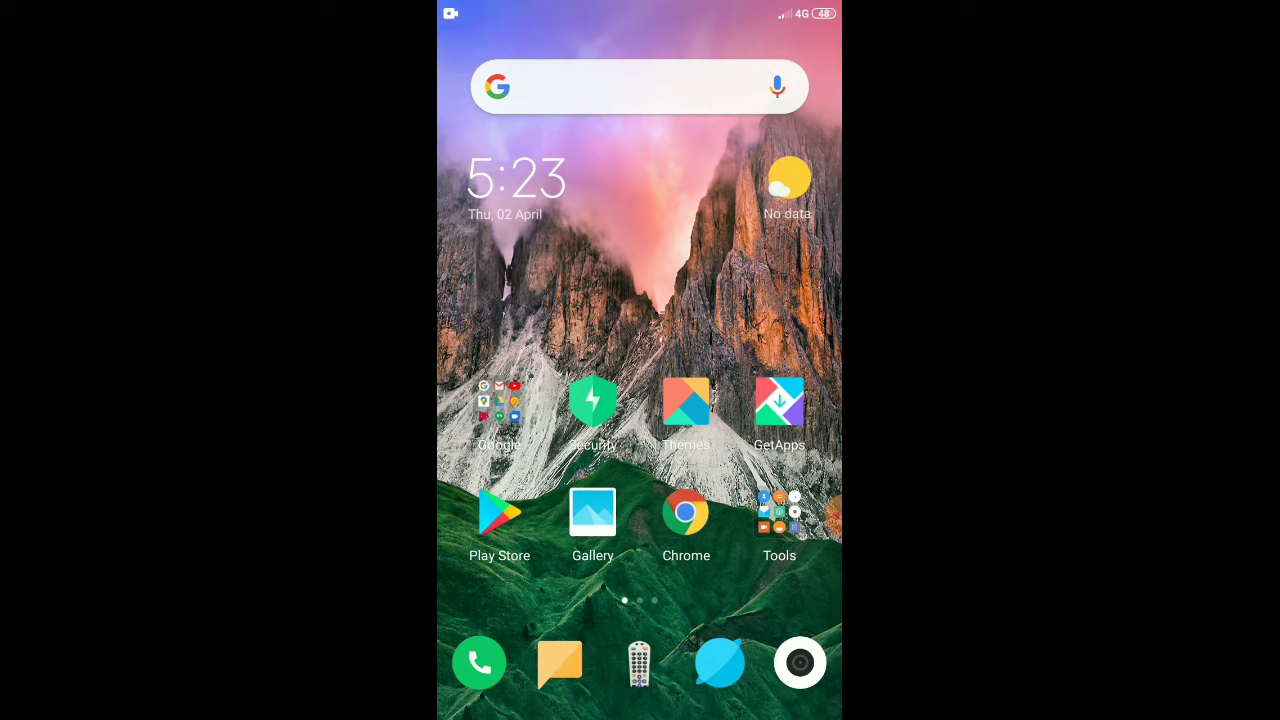 4G 48
5:23
Thu, 02 April
No data
Google Security Themes GetApps
Play Store Gallery Chrome Tools